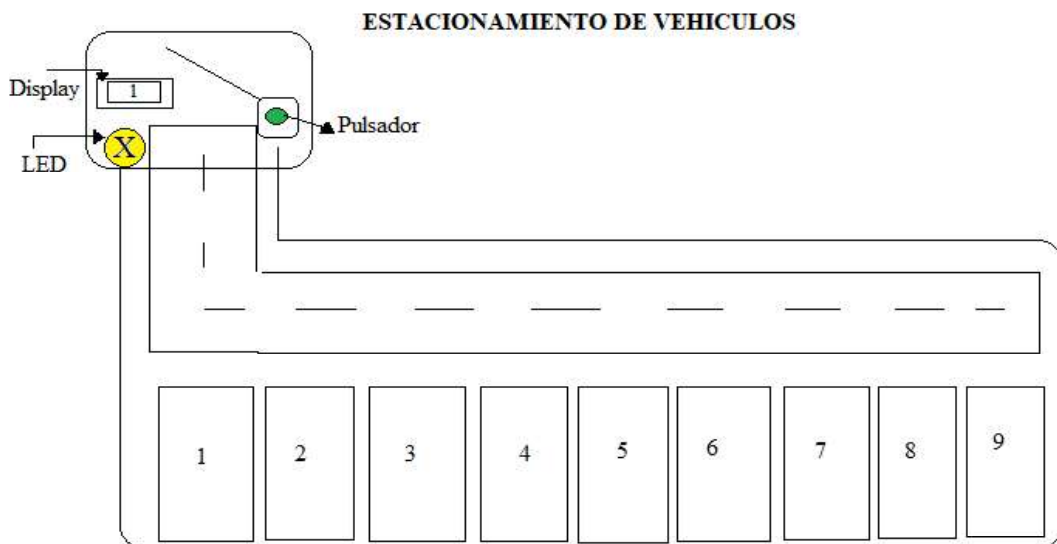 ESTACIONAMIENTO DE VEHICULOS
Display
1
Pulsador
X
LED
1 2 3 4 5 6 7 8 9